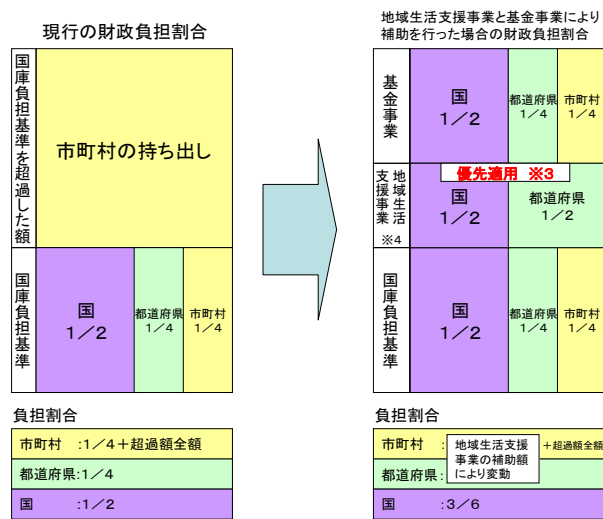 現行の財政負担割合
国庫負担基準を超過した額
市町村の持ち出し
国庫負担基準
国
1/2
都道府県
1/4
市町村
1/4
負担割合
市町村 :1/4+超過額全額
都道府県:1/4
国 :1/2
地域生活支援事業と基金事業により
補助を行った場合の財政負担割合
基金事業
国
1/2
都道府県
1/4
市町村
1/4
地域生活
支援事業
※4
優先適用 ※3
国
1/2
都道府県
1/2
国庫負担基準
国
1/2
都道府県
1/4
市町村
1/4
負担割合
市町村 : +超過額全額
都道府県:
地域生活支援
事業の補助額
により変動
国 :3/6